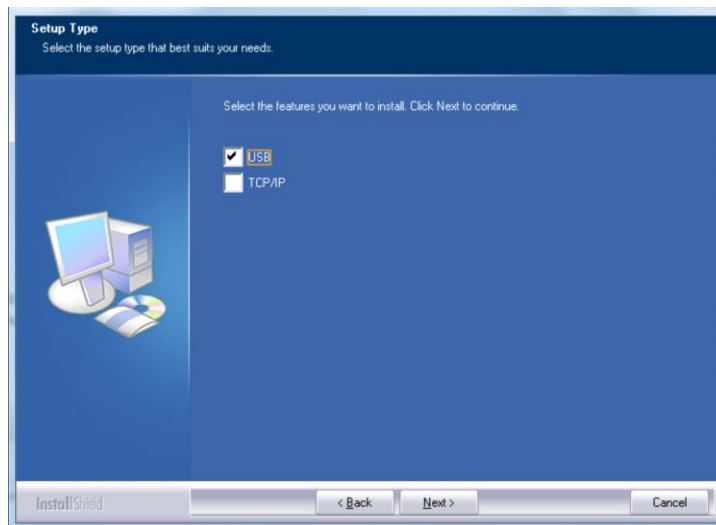 Setup Type
Select the setup type that best suits your needs.
Select the features you want to install. Click Next to continue.
USB
TCP/IP
InstallShield
< Back
Next >
Cancel